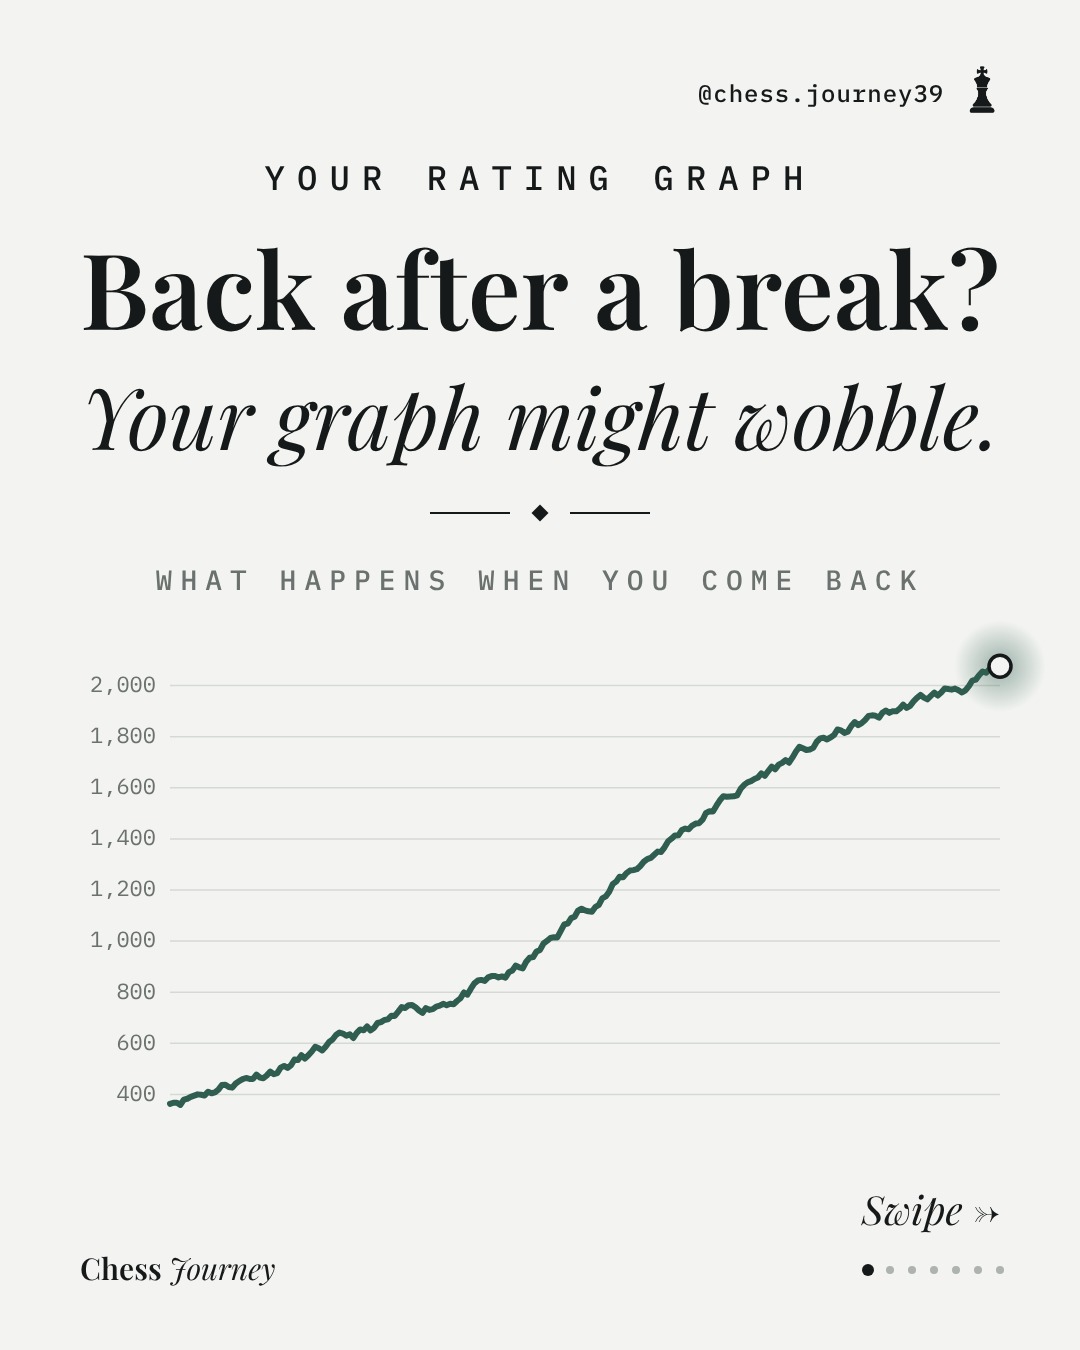 @chess.journey39
YOUR RATING GRAPH
Back after a break?
Your graph might wobble.
WHAT HAPPENS WHEN YOU COME BACK
2,000
1,800
1,600
1,400
1,200
1,000
800
600
400
Swipe
Chess Journey